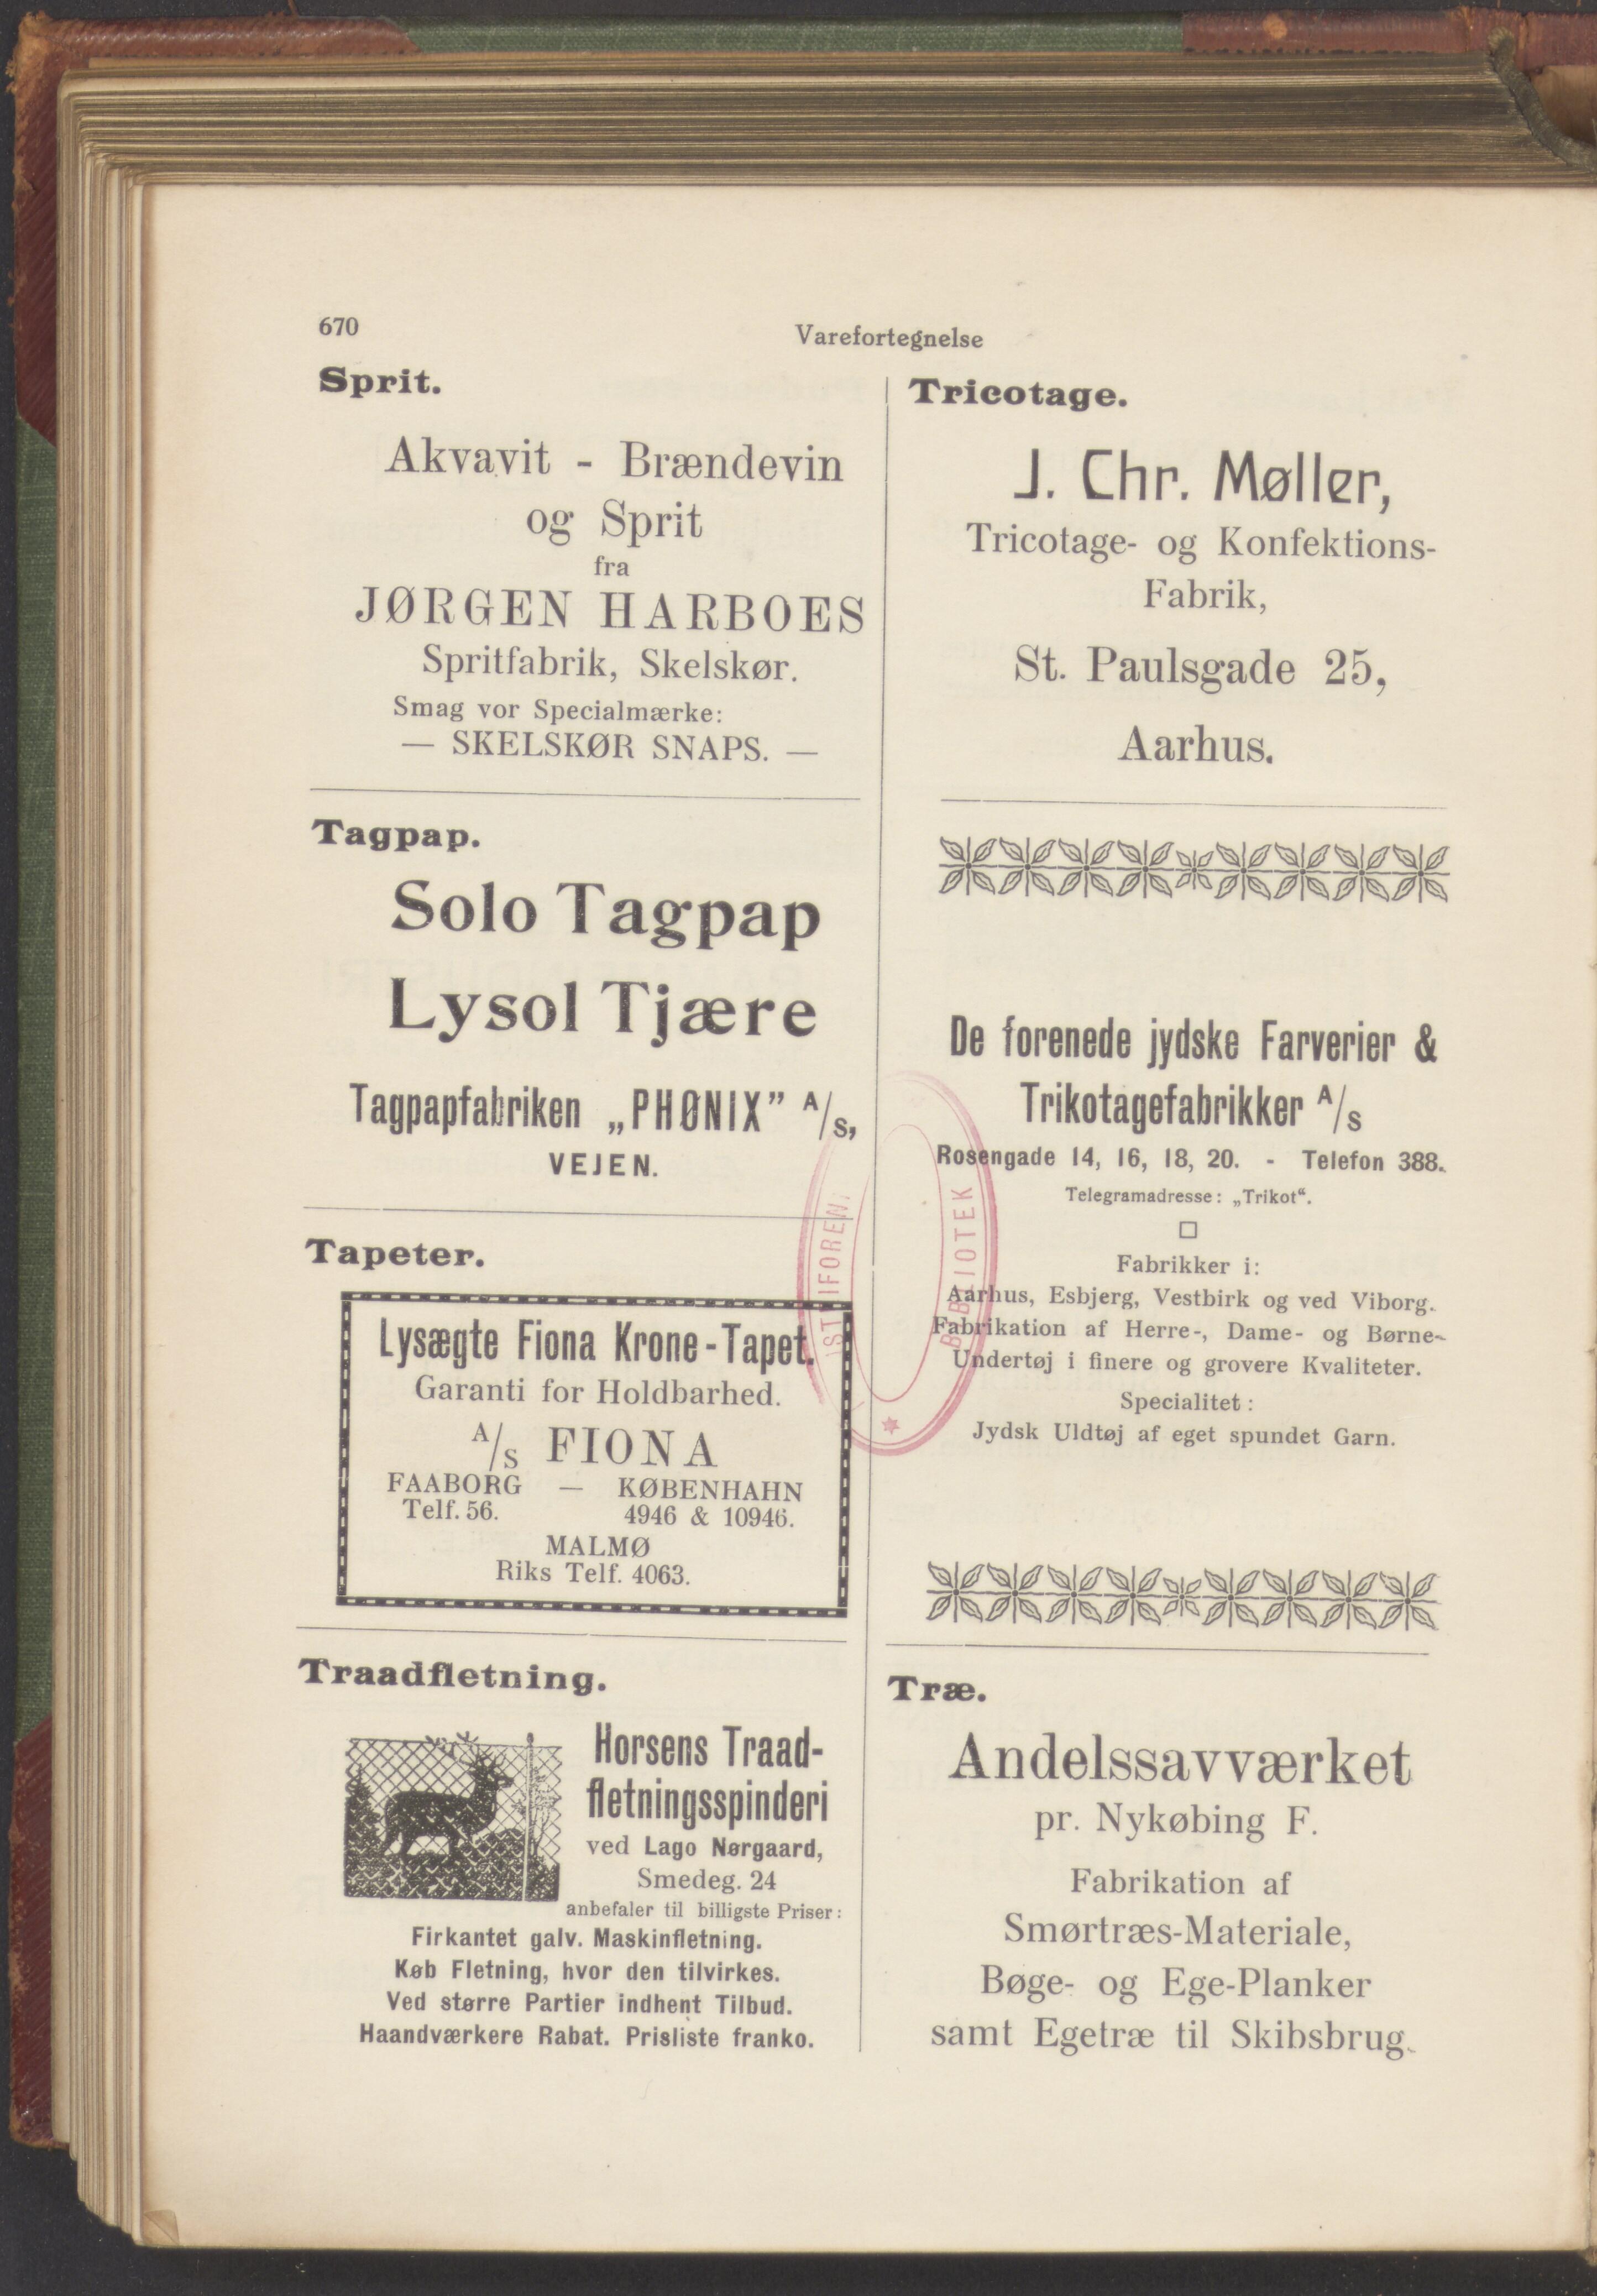 670
Varefortegnelse
Sprit.
Akvavit - Brændevin
og Sprit
fra
JØRGEN HARBOES
Spritfabrik, Skelskør.
Smag vor Specialmærke:
— SKELSKØR SNAPS. —
Tagpap.
Solo Tagpap
Lysol Tjære
Tagpapfabriken „PHØNIX” A/S,
VEJEN.
Tapeter.
Lysægte Fiona Krone-Tapet.
Garanti for Holdbarhed.
A/S FIONA
FAABORG — KØBENHAHN
Telf. 56. 4946 & 10946.
MALMØ
Riks Telf. 4063.
Traadfletning.
Horsens Traad-
fletningsspinderi
ved Lago Nørgaard,
Smedeg. 24
anbefaler til billigste Priser:
Firkantet galv. Maskinfletning.
Køb Fletning, hvor den tilvirkes.
Ved større Partier indhent Tilbud.
Haandværkere Rabat. Prisliste franko.
Tricotage.
J. Chr. Møller,
Tricotage- og Konfektions-
Fabrik,
St. Paulsgade 25,
Aarhus.
De forenede jydske Farverier &
Trikotagefabrikker A/S
Rosengade 14, 16, 18, 20. - Telefon 388.
Telegramadresse: „Trikot“.
Fabrikker i:
Aarhus, Esbjerg, Vestbirk og ved Viborg.
Fabrikation af Herre-, Dame- og Børne-
Undertøj i finere og grovere Kvaliteter.
Specialitet:
Jydsk Uldtøj af eget spundet Garn.
Træ.
Andelssavværket
pr. Nykøbing F.
Fabrikation af
Smørtræs-Materiale,
Bøge- og Ege-Planker
samt Egetræ til Skibsbrug.
BIBLIOTEK